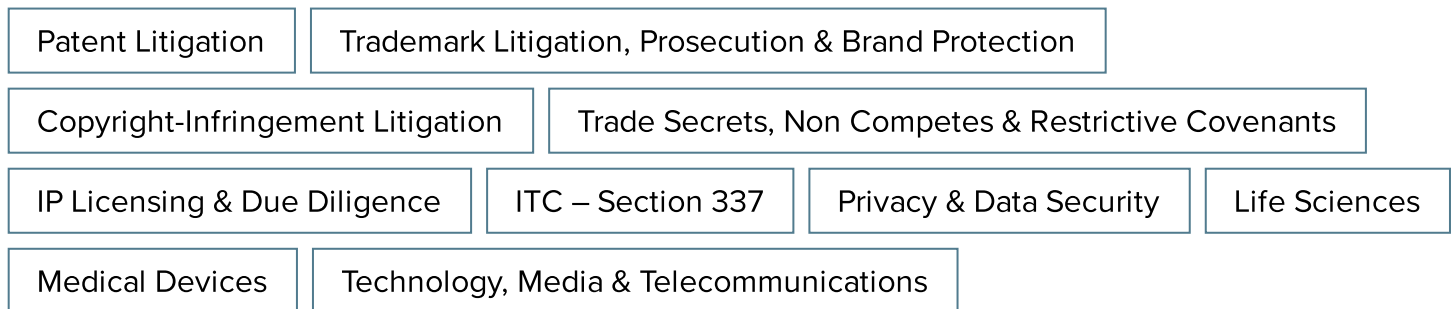 Patent Litigation
Trademark Litigation, Prosecution & Brand Protection
Copyright-Infringement Litigation
Trade Secrets, Non Competes & Restrictive Covenants
IP Licensing & Due Diligence
ITC – Section 337
Privacy & Data Security
Life Sciences
Medical Devices
Technology, Media & Telecommunications